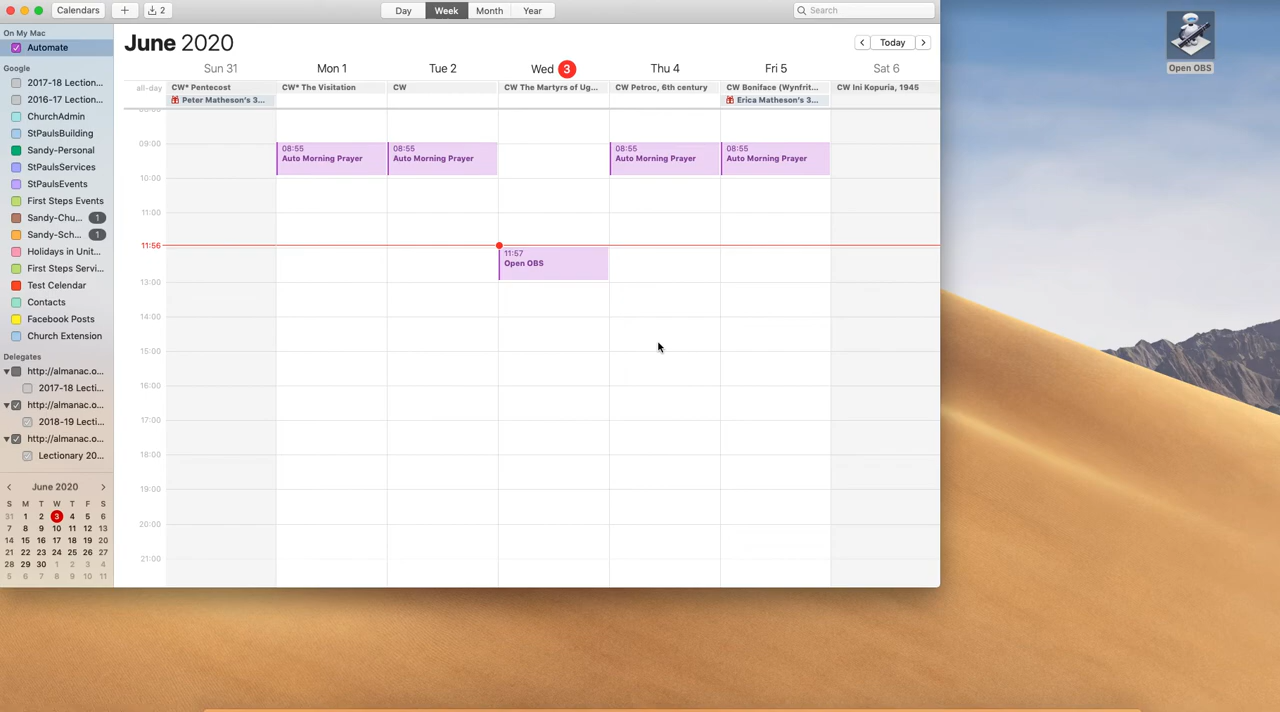 Calendars
+
2
Day
Week
Month
Year
Search
On My Mac
Automate
Google
2017-18 Lection...
2016-17 Lection...
ChurchAdmin
StPaulsBuilding
Sandy-Personal
StPaulsServices
StPaulsEvents
First Steps Events
Sandy-Chu... 1
Sandy-Sch... 1
Holidays in Unit...
First Steps Servi...
Test Calendar
Contacts
Facebook Posts
Church Extension
Delegates
http://almanac.o...
2017-18 Lecti...
http://almanac.o...
2018-19 Lecti...
http://almanac.o...
Lectionary 20...
June 2020
S M T W T F S
31 1 2 3 4 5 6
7 8 9 10 11 12 13
14 15 16 17 18 19 20
21 22 23 24 25 26 27
28 29 30 1 2 3 4
5 6 7 8 9 10 11
June 2020
Today
Sun 31 Mon 1 Tue 2 Wed 3 Thu 4 Fri 5 Sat 6
all-day CW* Pentecost CW* The Visitation CW CW The Martyrs of Ug... CW Petroc, 6th century CW Boniface (Wynfrit... CW Ini Kopuria, 1945
Peter Matheson's 3... Erica Matheson's 3...
09:00
08:55 08:55 08:55 08:55
Auto Morning Prayer Auto Morning Prayer Auto Morning Prayer Auto Morning Prayer
10:00
11:00
11:56
11:57
Open OBS
13:00
14:00
15:00
16:00
17:00
18:00
19:00
20:00
21:00
Open OBS